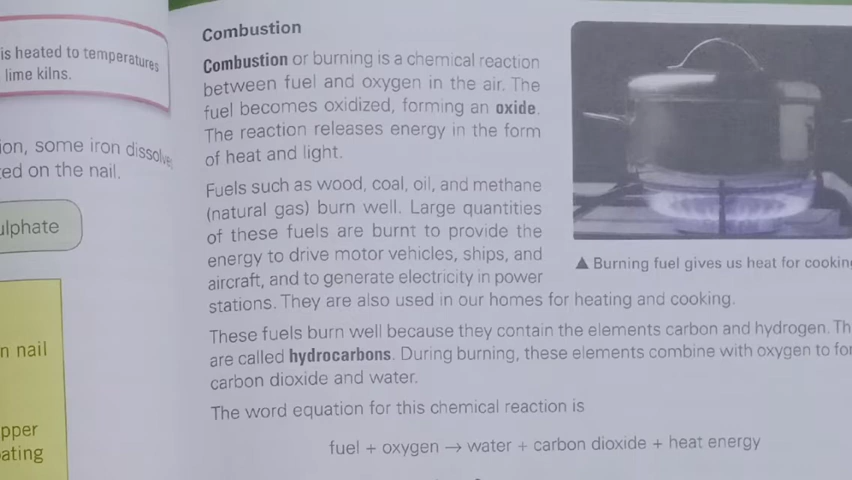 is heated to temperatures
lime kilns.
ion, some iron dissolve
ted on the nail.
ulphate
n nail
pper
ating
Combustion
Combustion or burning is a chemical reaction
between fuel and oxygen in the air. The
fuel becomes oxidized, forming an oxide.
The reaction releases energy in the form
of heat and light.
Fuels such as wood, coal, oil, and methane
(natural gas) burn well. Large quantities
of these fuels are burnt to provide the
energy to drive motor vehicles, ships, and
aircraft, and to generate electricity in power
stations. They are also used in our homes for heating and cooking.
▲ Burning fuel gives us heat for cooking
These fuels burn well because they contain the elements carbon and hydrogen. Th
are called hydrocarbons. During burning, these elements combine with oxygen to for
carbon dioxide and water.
The word equation for this chemical reaction is
fuel + oxygen → water + carbon dioxide + heat energy